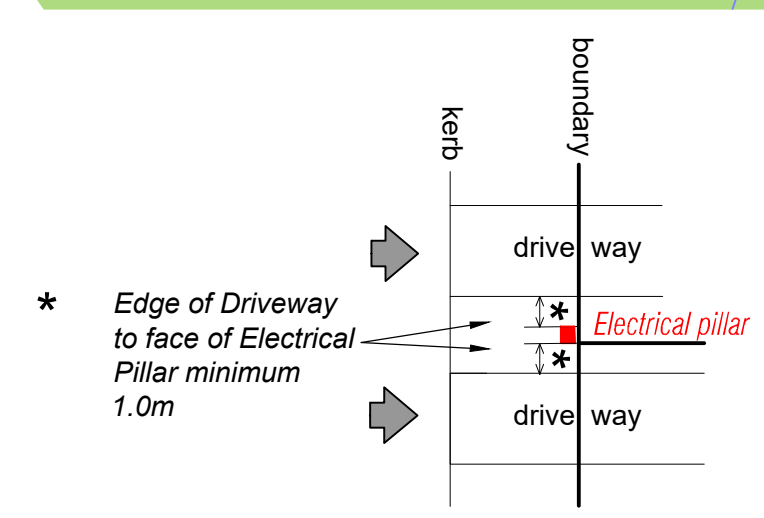 boundary
kerb
drive way
* Edge of Driveway
to face of Electrical
Pillar minimum
1.0m
*
Electrical pillar
*
drive way